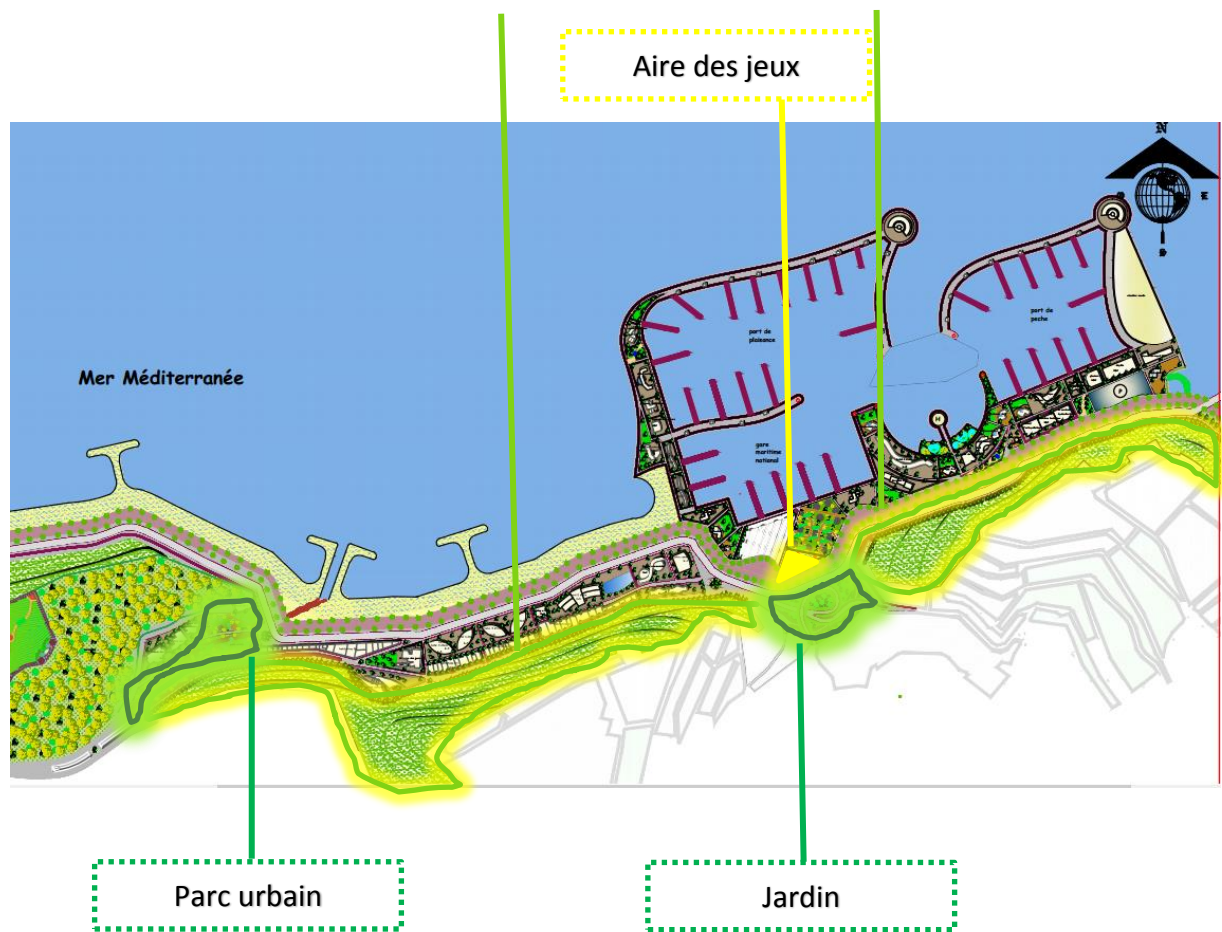 Aire des jeux
N
port de
plaisance
port de
peche
Mer Méditerranée
gare
maritime
national
P
H
Parc urbain
Jardin